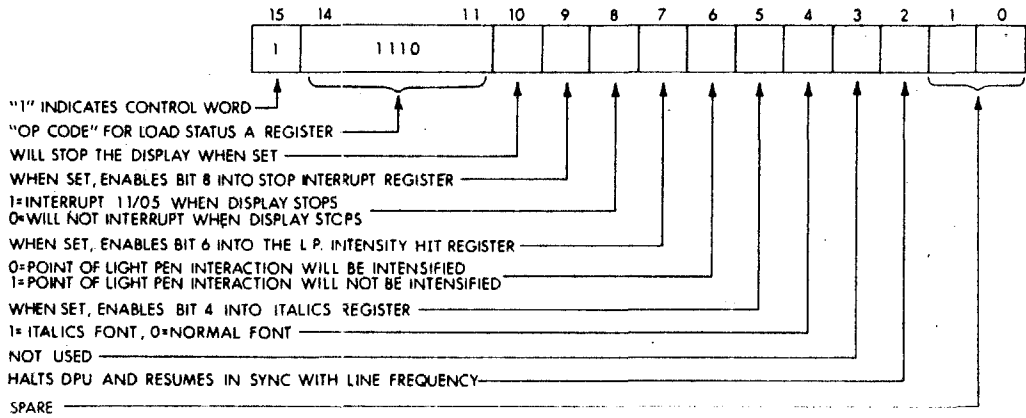 15 14 11 10 9 8 7 6 5 4 3 2 1 0
1 1110
"1" INDICATES CONTROL WORD
"OP CODE" FOR LOAD STATUS A REGISTER
WILL STOP THE DISPLAY WHEN SET
WHEN SET, ENABLES BIT 8 INTO STOP INTERRUPT REGISTER
1=INTERRUPT 11/05 WHEN DISPLAY STOPS
0=WILL NOT INTERRUPT WHEN DISPLAY STOPS
WHEN SET, ENABLES BIT 6 INTO THE L P. INTENSITY HIT REGISTER
0=POINT OF LIGHT PEN INTERACTION WILL BE INTENSIFIED
1=POINT OF LIGHT PEN INTERACTION WILL NOT BE INTENSIFIED
WHEN SET, ENABLES BIT 4 INTO ITALICS REGISTER
1= ITALICS FONT, 0=NORMAL FONT
NOT USED
HALTS DPU AND RESUMES IN SYNC WITH LINE FREQUENCY
SPARE